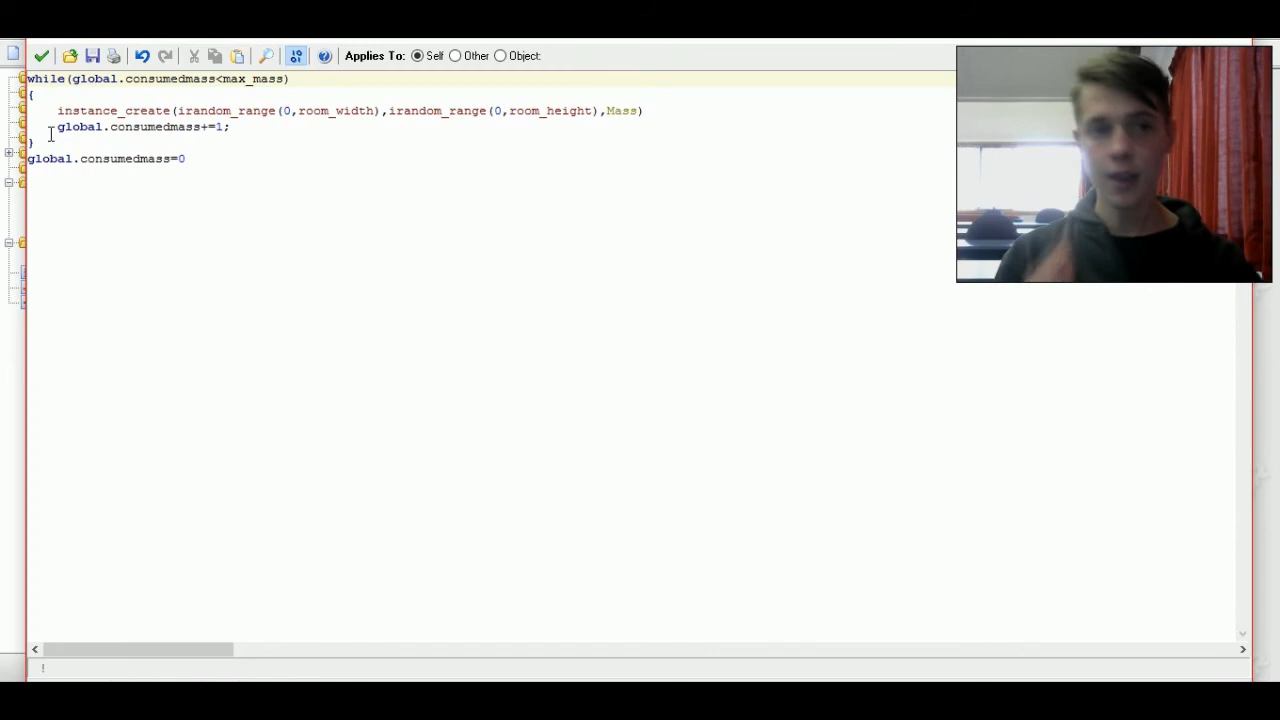 Applies To: Self Other Object:
while(global.consumedmass<max_mass)
{
instance_create(irandom_range(0,room_width),irandom_range(0,room_height),Mass)
global.consumedmass+=1;
}
global.consumedmass=0
!